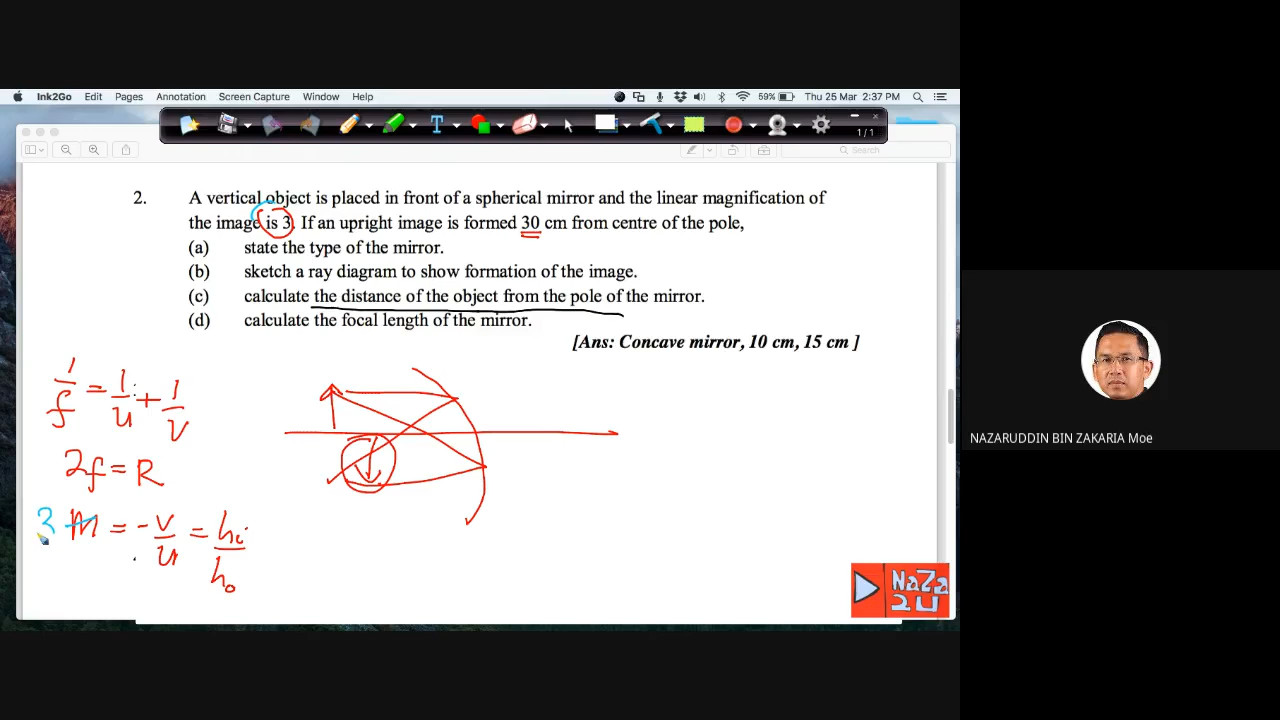 Ink2Go Edit Pages Annotation Screen Capture Window Help 59% Thu 25 Mar 2:37 PM
T
1/1
Search
2. A vertical object is placed in front of a spherical mirror and the linear magnification of
the image is 3. If an upright image is formed 30 cm from centre of the pole,
(a) state the type of the mirror.
(b) sketch a ray diagram to show formation of the image.
(c) calculate the distance of the object from the pole of the mirror.
(d) calculate the focal length of the mirror.
[Ans: Concave mirror, 10 cm, 15 cm ]
1/f = 1/u + 1/v
2f = R
3 M = -v/u = hi/ho
NaZa
2U
NAZARUDDIN BIN ZAKARIA Moe